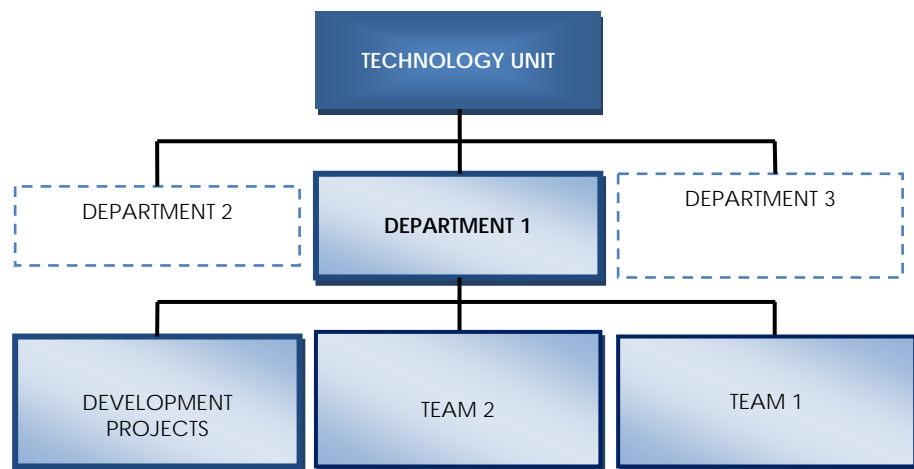 TECHNOLOGY UNIT
DEPARTMENT 2
DEPARTMENT 1
DEPARTMENT 3
DEVELOPMENT
PROJECTS
TEAM 2
TEAM 1